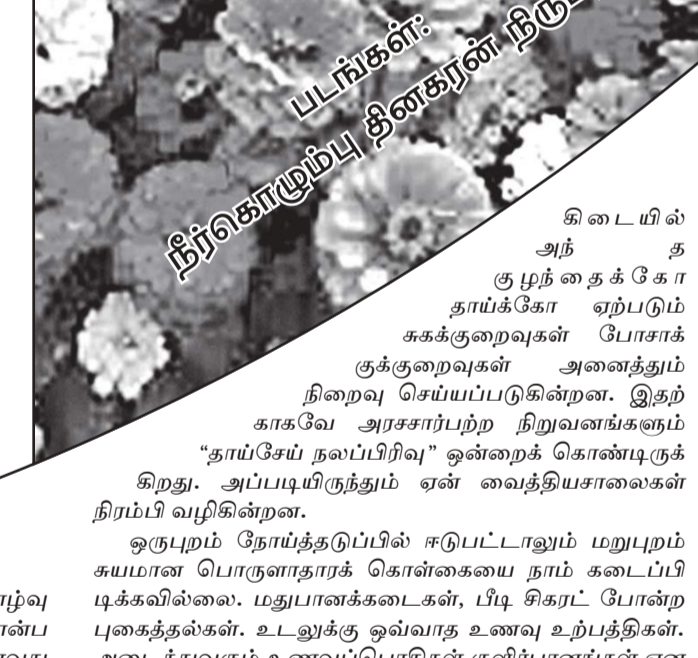 படங்கள்:
நீர்கொழும்பு தினகரன்
கிடையில்
அந் த
குழந்தைக்கோ
தாய்க்கோ ஏற்படும்
சுகக்குறைவுகள் போசாக்
குக்குறைவுகள் அனைத்தும்
நிறைவு செய்யப்படுகின்றன. இதற்
காகவே அரசசார்பற்ற நிறுவனங்களும்
“தாய்சேய் நலப்பிரிவு” ஒன்றைக் கொண்டிருக்
கிறது. அப்படியிருந்தும் ஏன் வைத்தியசாலைகள்
நிரம்பி வழிகின்றன.
ஒருபுறம் நோய்த்தடுப்பில் ஈடுபட்டாலும் மறுபுறம்
சுயமான பொருளாதாரக் கொள்கையை நாம் கடைப்பி
டிக்கவில்லை. மதுபானக்கடைகள், பீடி சிகரட் போன்ற
புகைத்தல்கள். உடலுக்கு ஒவ்வாத உணவு உற்பத்திகள்.